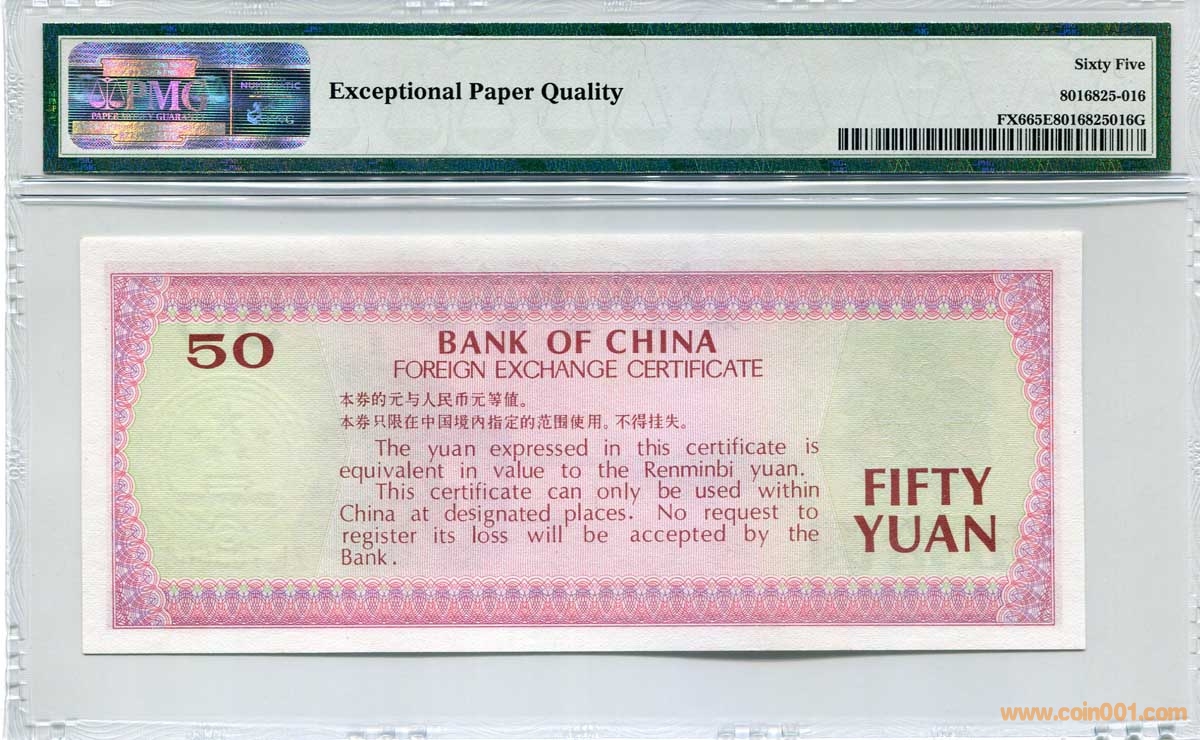 PMG
PAPER MONEY GUARANTY
Exceptional Paper Quality
Sixty Five
8016825-016
FX665E8016825016G
50
BANK OF CHINA
FOREIGN EXCHANGE CERTIFICATE
本券的元与人民币元等值。
本券只限在中国境内指定的范围使用。不得挂失。
The yuan expressed in this certificate is
equivalent in value to the Renminbi yuan.
This certificate can only be used within
China at designated places. No request to
register its loss will be accepted by the
Bank.
FIFTY
YUAN
www.coin001.com